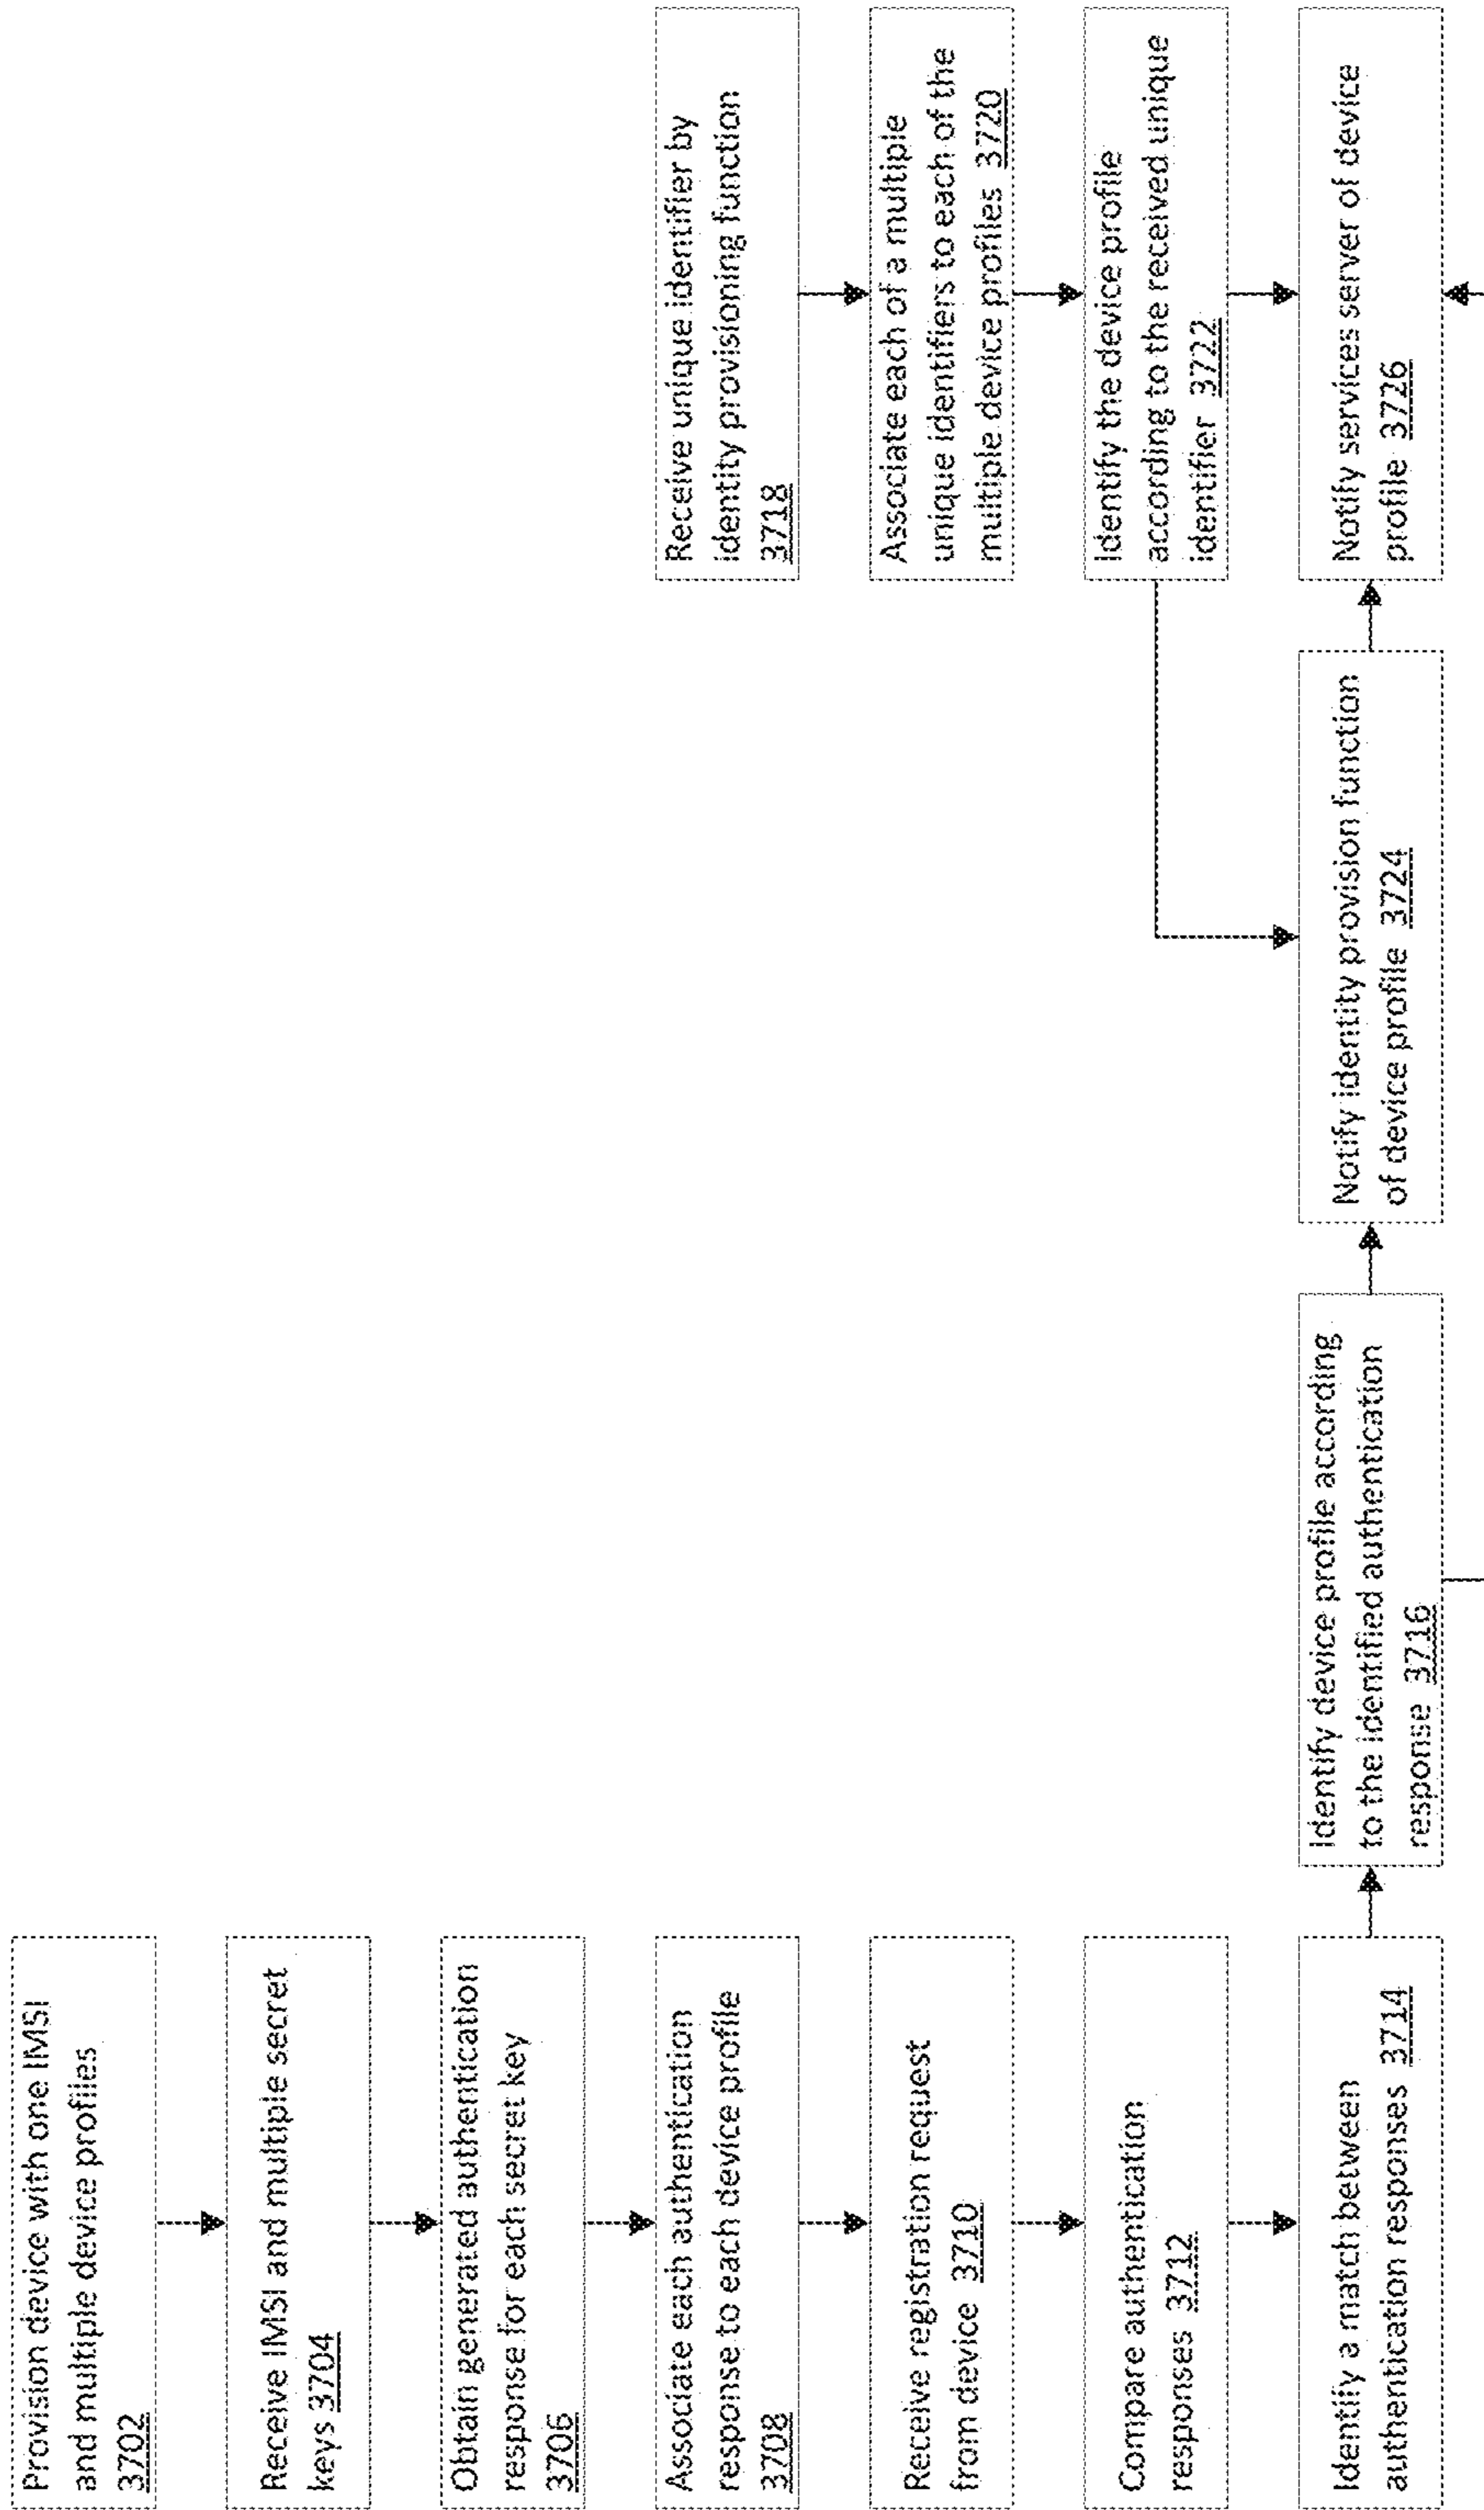 Provision device with one IMSI
and multiple device profiles
3702
Receive IMSI and multiple secret
keys 3704
Obtain generated authentication
response for each secret key
3706
Associate each authentication
response to each device profile
3708
Receive registration request
from device 3710
Compare authentication
responses 3712
Identify a match between
authentication responses 3714
Identify device profile according
to the identified authentication
response 3716
Receive unique identifier by
identity provisioning function
3718
Associate each of a multiple
unique identifiers to each of the
multiple device profiles 3720
Identify the device profile
according to the received unique
identifier 3722
Notify identity provision function
of device profile 3724
Notify services server of device
profile 3726